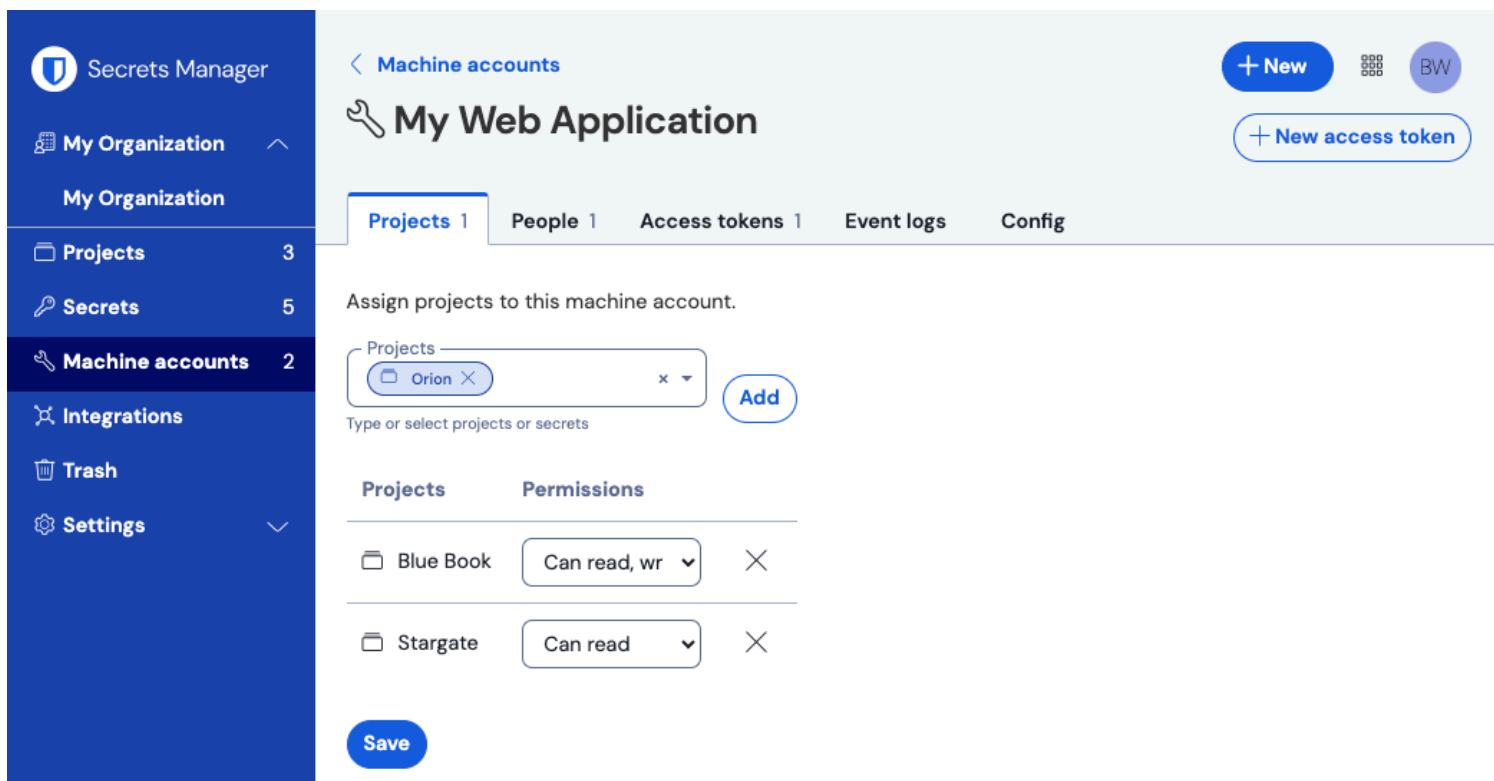 Secrets Manager
My Organization
My Organization
Projects 3
Secrets 5
Machine accounts 2
Integrations
Trash
Settings
Machine accounts
+ New
BW
My Web Application
+ New access token
Projects 1 People 1 Access tokens 1 Event logs Config
Assign projects to this machine account.
Projects
Orion
Add
Type or select projects or secrets
Projects Permissions
Blue Book Can read, wr
Stargate Can read
Save